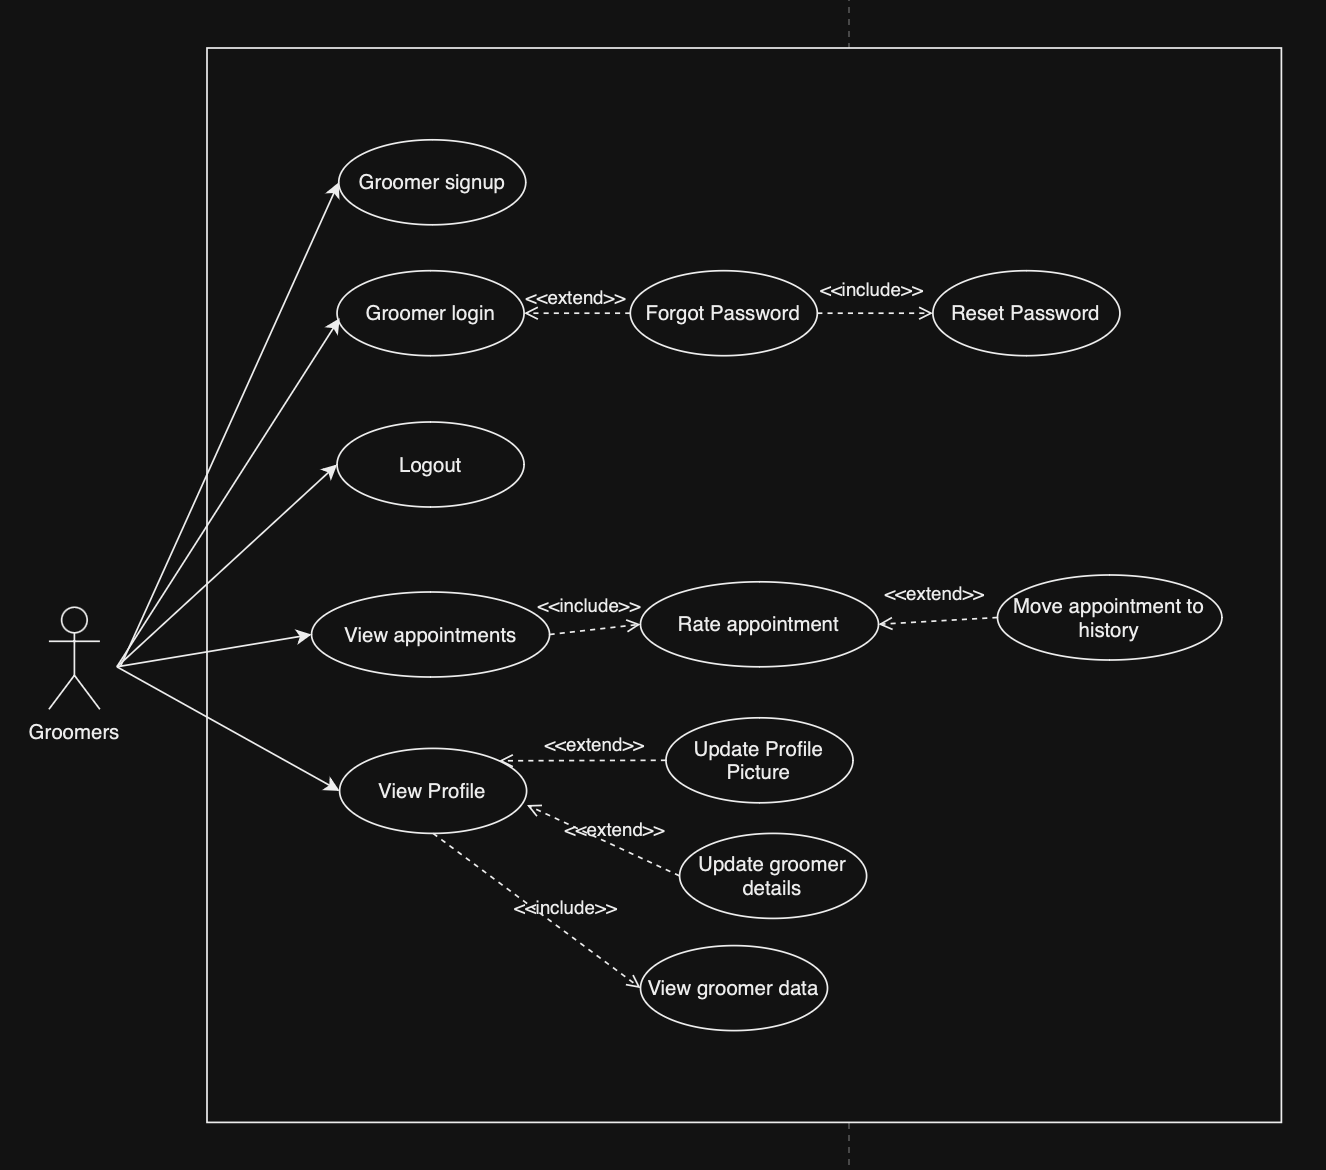 Groomer signup
Groomer login
<<extend>>
Forgot Password
<<include>>
Reset Password
Logout
View appointments
<<include>>
Rate appointment
<<extend>>
Move appointment to
history
Groomers
View Profile
<<extend>>
Update Profile
Picture
<<extend>>
Update groomer
details
<<include>>
View groomer data